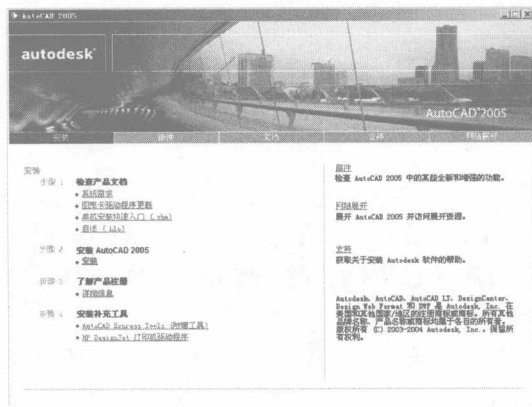 AutoCAD 2005
autodesk
AutoCAD 2005
安装
支持
网络展开
安装
步骤 1 检查产品文档
• 系统需求
• 图形卡驱动程序更新
• 单机安装快速入门 (.chm)
• 自述 (.hlp)
步骤 2 安装 AutoCAD 2005
• 安装
步骤 3 了解产品注册
• 详细信息
步骤 4 安装补充工具
• AutoCAD Express Tools (附赠工具)
• HP DesignJet 打印机驱动程序
检查 AutoCAD 2005 中的某些全新和增强的功能。
网络展开
展开 AutoCAD 2005 并访问展开资源。
支持
获取关于安装 Autodesk 软件的帮助。
Autodesk、AutoCAD、AutoCAD LT、DesignCenter、
Design Web Format 和 DWF 是 Autodesk, Inc. 在
美国和其他国家/地区的注册商标或商标。所有其他
品牌名称、产品名称或商标均属于各自的所有者。
版权所有 (C) 2003-2004 Autodesk, Inc.。保留所
有权利。